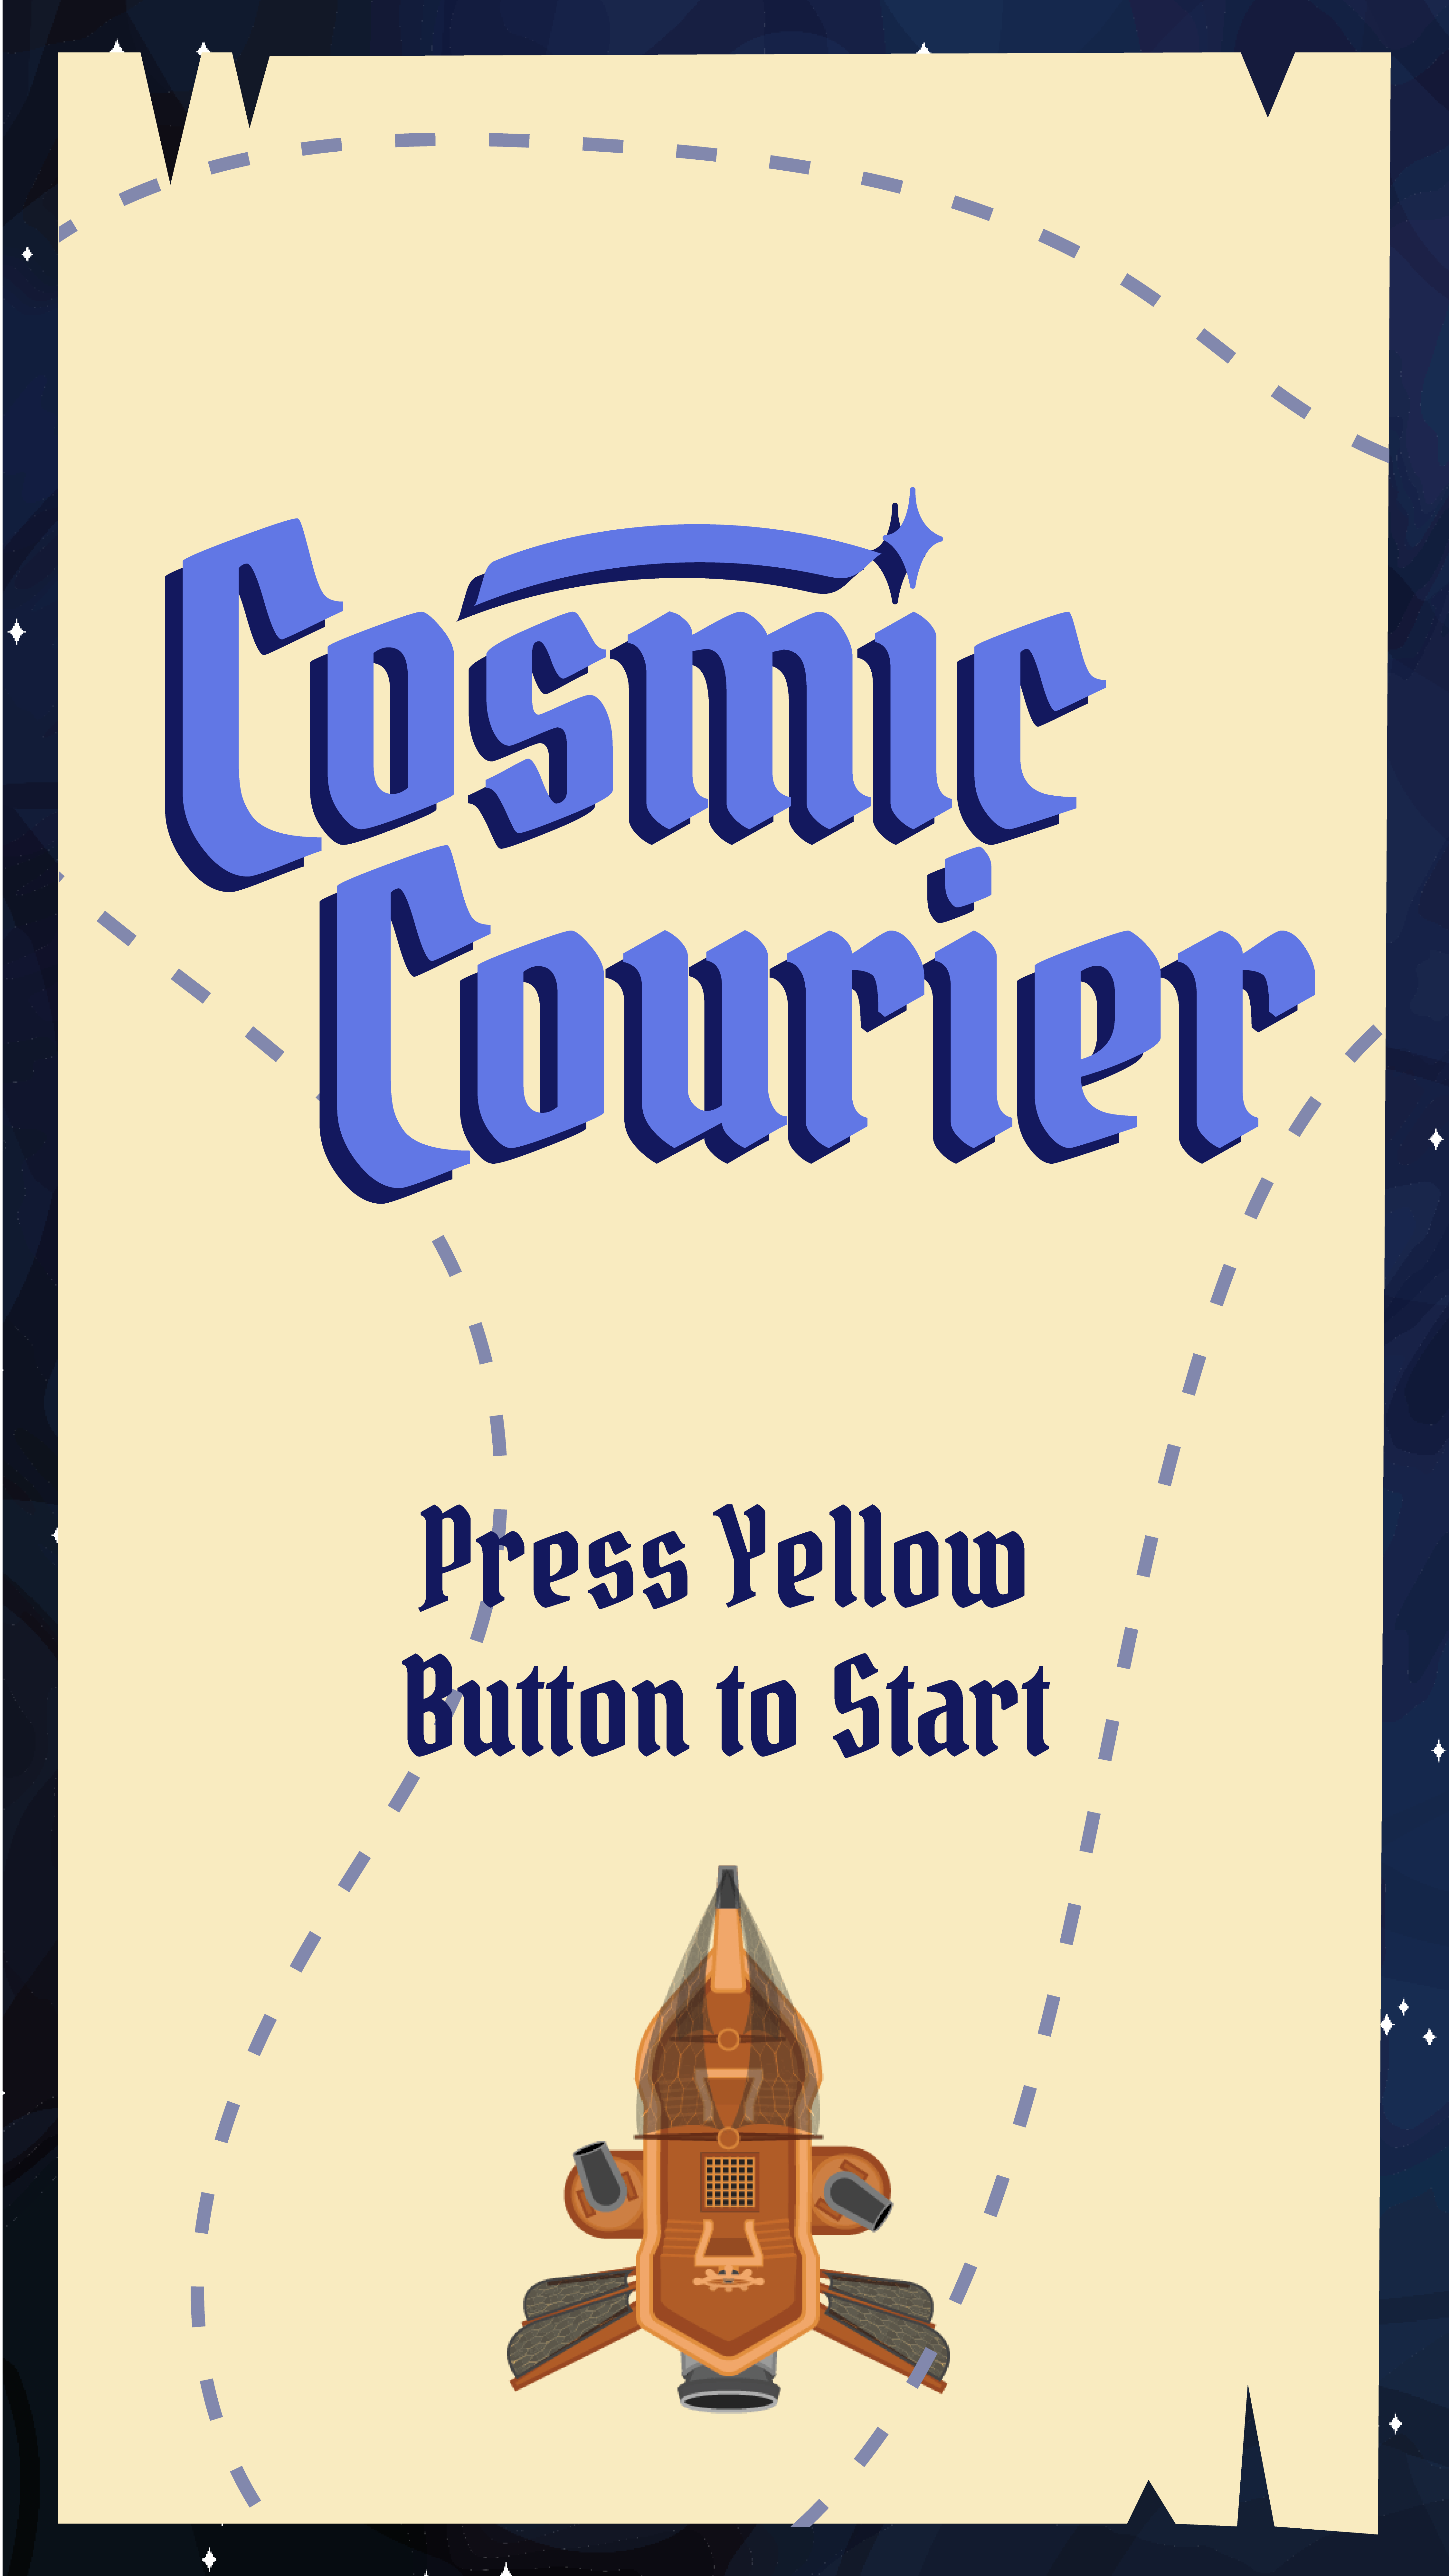 Cosmic
Courier
Press Yellow
Button to Start